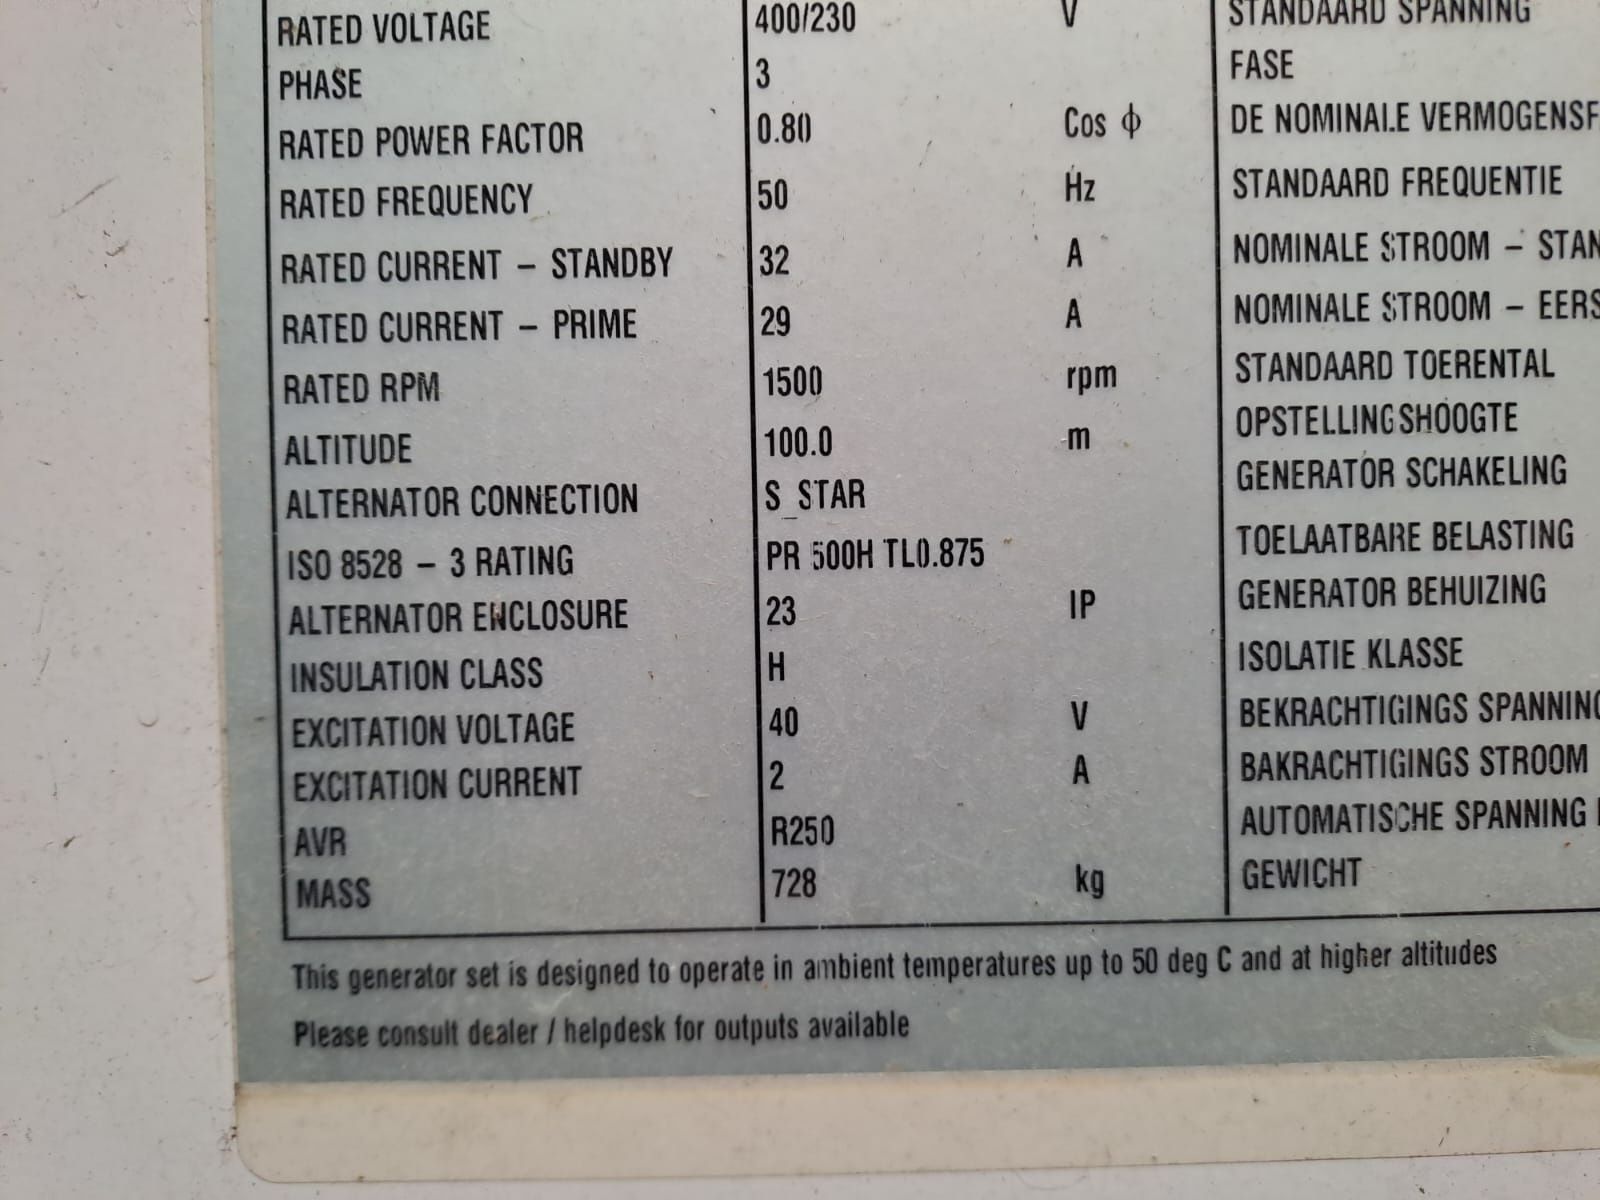 RATED VOLTAGE 400/230 V STANDAARD SPANNING
PHASE 3 FASE
RATED POWER FACTOR 0.80 Cos ϕ DE NOMINALE VERMOGENSF
RATED FREQUENCY 50 Hz STANDAARD FREQUENTIE
RATED CURRENT – STANDBY 32 A NOMINALE STROOM – STAN
RATED CURRENT – PRIME 29 A NOMINALE STROOM – EERS
RATED RPM 1500 rpm STANDAARD TOERENTAL
ALTITUDE 100.0 m OPSTELLINGSHOOGTE
ALTERNATOR CONNECTION S_STAR GENERATOR SCHAKELING
ISO 8528 – 3 RATING PR 500H TL0.875 TOELAATBARE BELASTING
ALTERNATOR ENCLOSURE 23 IP GENERATOR BEHUIZING
INSULATION CLASS H ISOLATIE KLASSE
EXCITATION VOLTAGE 40 V BEKRACHTIGINGS SPANNING
EXCITATION CURRENT 2 A BAKRACHTIGINGS STROOM
AVR R250 AUTOMATISCHE SPANNING
MASS 728 kg GEWICHT
This generator set is designed to operate in ambient temperatures up to 50 deg C and at higher altitudes
Please consult dealer / helpdesk for outputs available